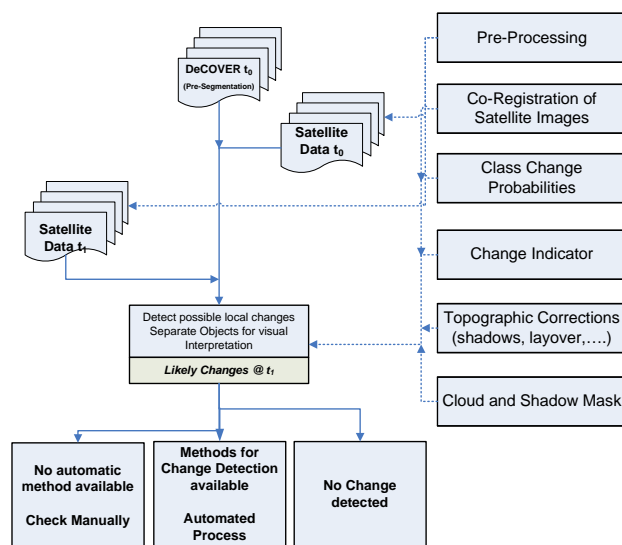 DeCOVER t0
(Pre-Segmentation)
Satellite
Data t0
Satellite
Data t1
Pre-Processing
Co-Registration of
Satellite Images
Class Change
Probabilities
Change Indicator
Topographic Corrections
(shadows, layover,….)
Cloud and Shadow Mask
Detect possible local changes
Separate Objects for visual
Interpretation
Likely Changes @ t1
No automatic
method available
Check Manually
Methods for
Change Detection
available
Automated
Process
No Change
detected